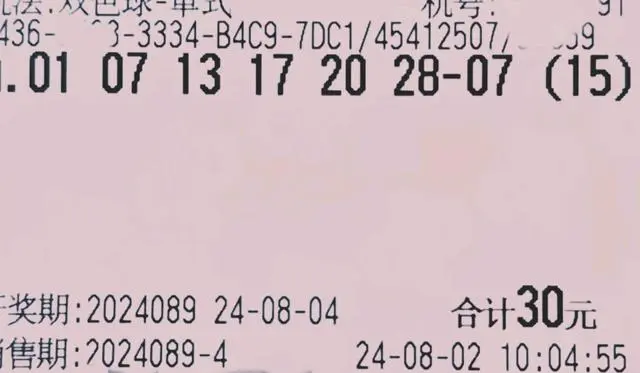 玩法:双色球-单式 机号: 91
436- 3-3334-B4C9-7DC1/45412507/ 9
.01 07 13 17 20 28-07 (15)
开奖期:2024089 24-08-04 合计30元
销售期:2024089-4 24-08-02 10:04:55